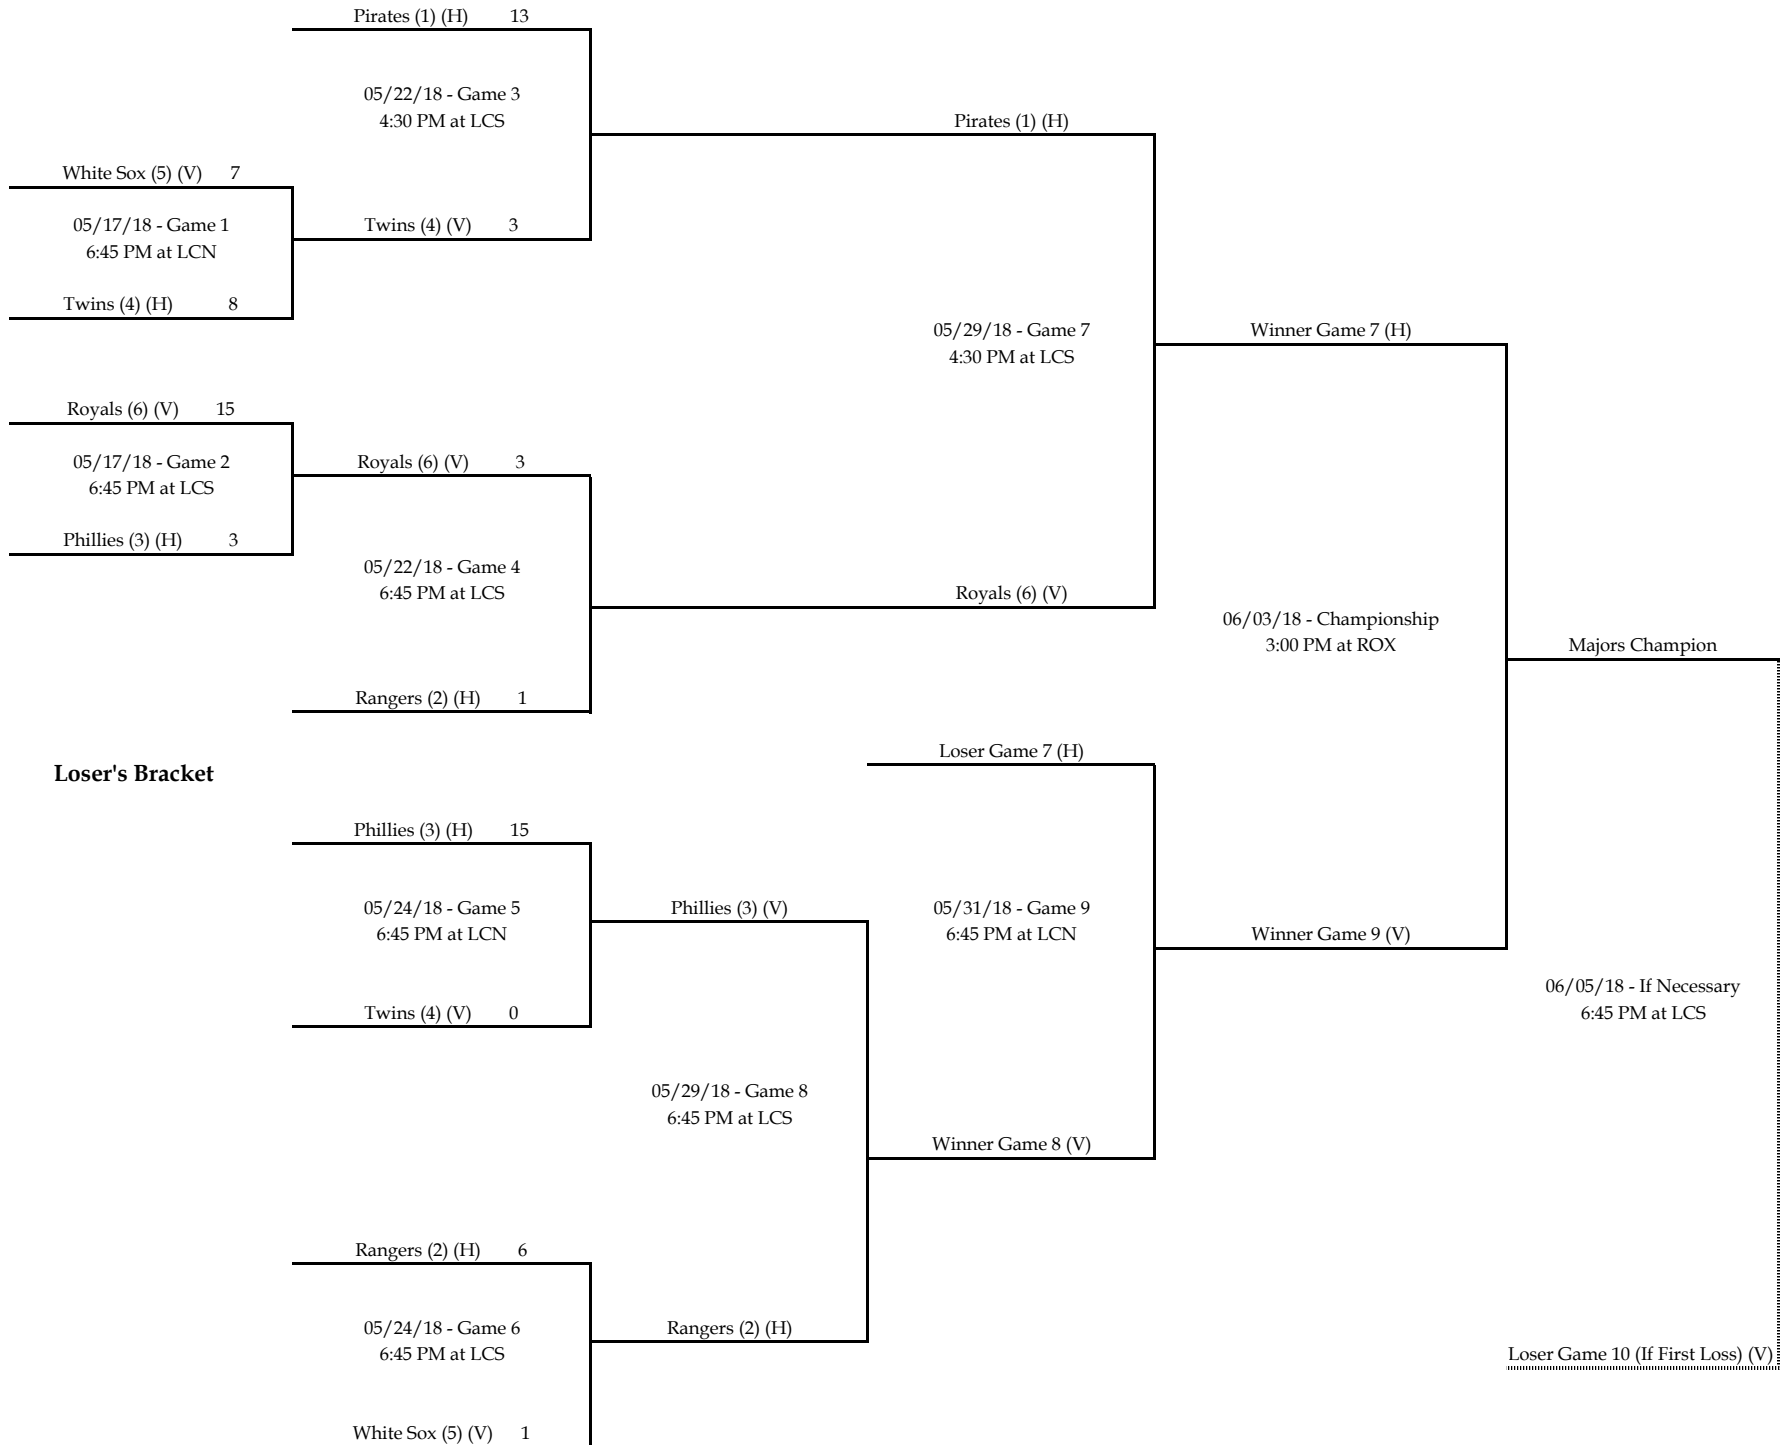 Pirates (1) (H) 13
05/22/18 - Game 3
4:30 PM at LCS
Pirates (1) (H)
White Sox (5) (V) 7
05/17/18 - Game 1
6:45 PM at LCN
Twins (4) (V) 3
Twins (4) (H) 8
05/29/18 - Game 7
4:30 PM at LCS
Winner Game 7 (H)
Royals (6) (V) 15
05/17/18 - Game 2
6:45 PM at LCS
Royals (6) (V) 3
Phillies (3) (H) 3
05/22/18 - Game 4
6:45 PM at LCS
Royals (6) (V)
06/03/18 - Championship
3:00 PM at ROX
Majors Champion
Rangers (2) (H) 1
Loser Game 7 (H)
Loser's Bracket
Phillies (3) (H) 15
05/24/18 - Game 5
6:45 PM at LCN
Phillies (3) (V)
05/31/18 - Game 9
6:45 PM at LCN
Winner Game 9 (V)
06/05/18 - If Necessary
6:45 PM at LCS
Twins (4) (V) 0
05/29/18 - Game 8
6:45 PM at LCS
Winner Game 8 (V)
Rangers (2) (H) 6
05/24/18 - Game 6
6:45 PM at LCS
Rangers (2) (H)
Loser Game 10 (If First Loss) (V)
White Sox (5) (V) 1